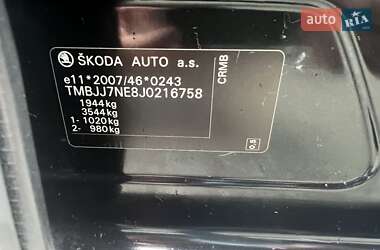 AUTO RIA
ŠKODA AUTO a.s.
e11*2007/46*0243
TMBJJ7NE8J0216758
1944kg
3544kg
1- 1020kg
2- 980kg
CRMB